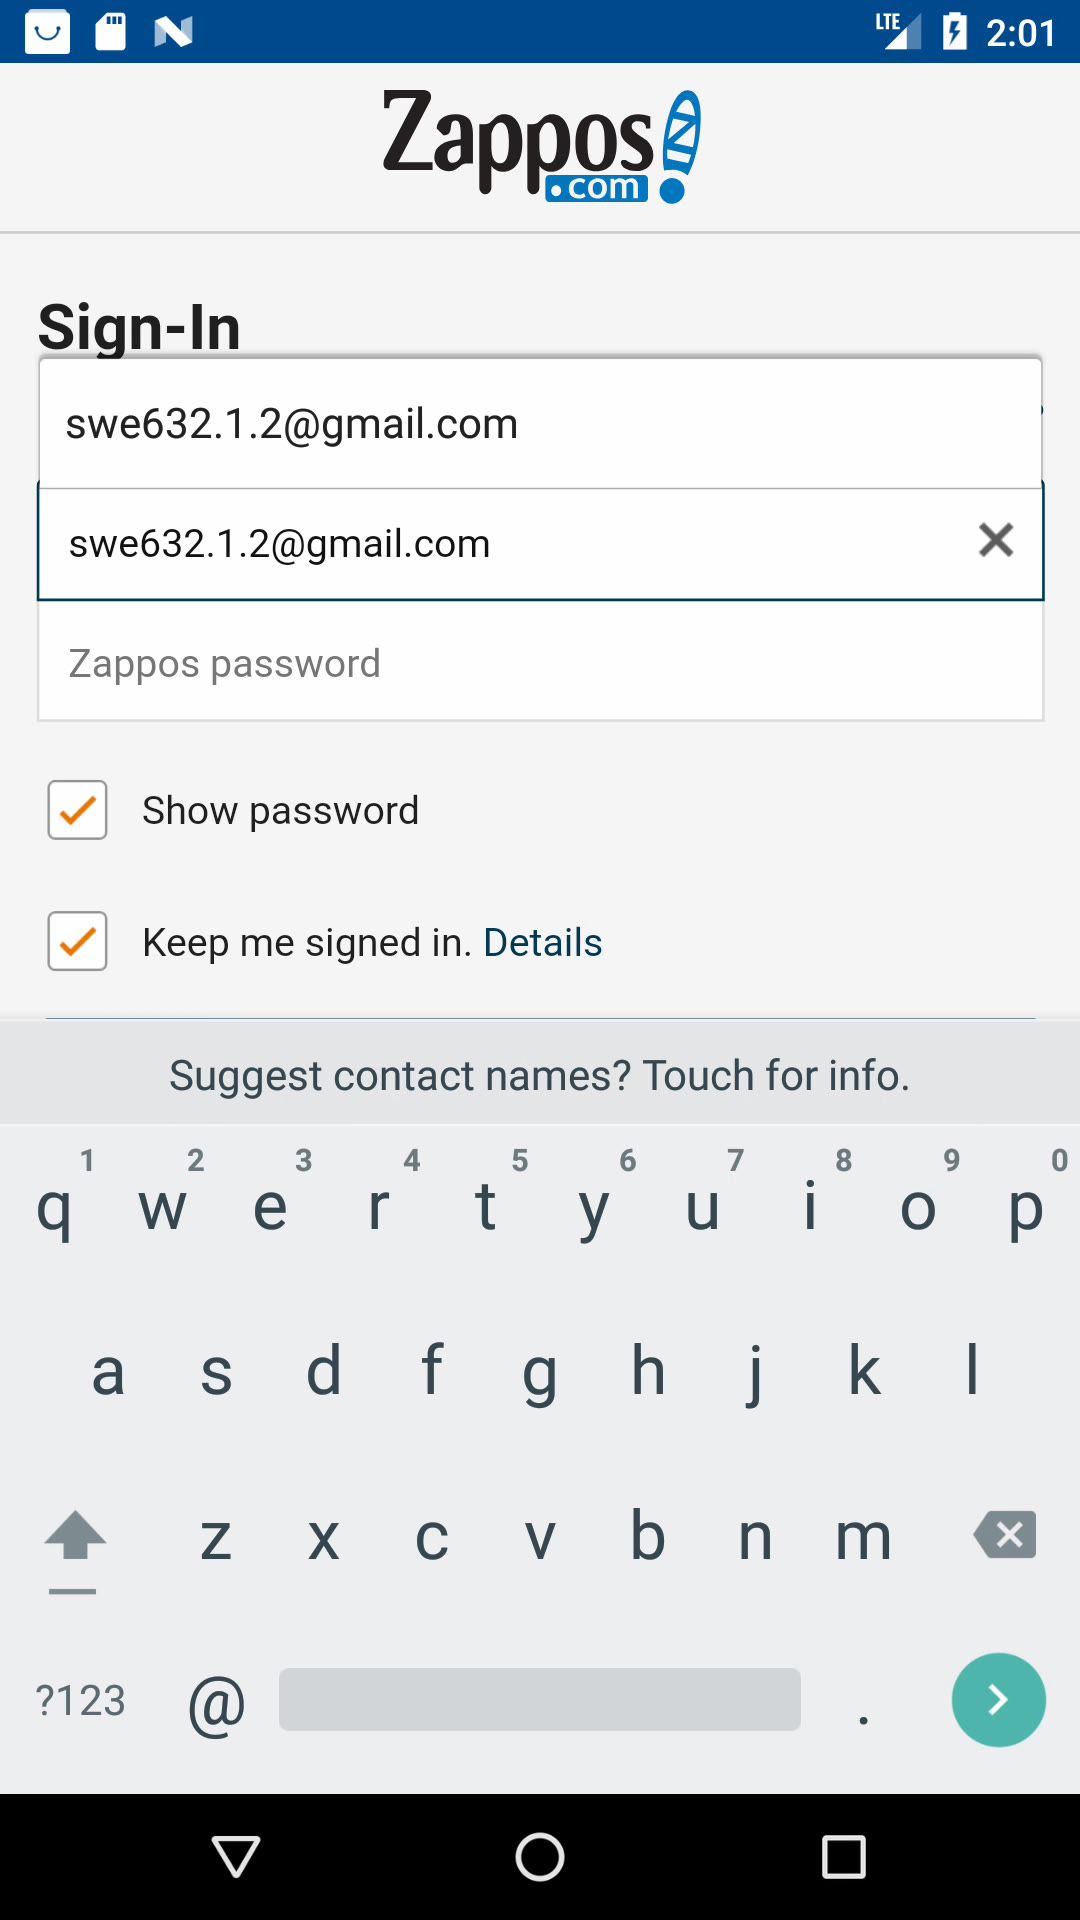 LTE 2:01
Zappos
.com
Sign-In
swe632.1.2@gmail.com
swe632.1.2@gmail.com
Zappos password
Show password
Keep me signed in. Details
Suggest contact names? Touch for info.
1 2 3 4 5 6 7 8 9 0
q w e r t y u i o p
a s d f g h j k l
z x c v b n m
?123 @ .